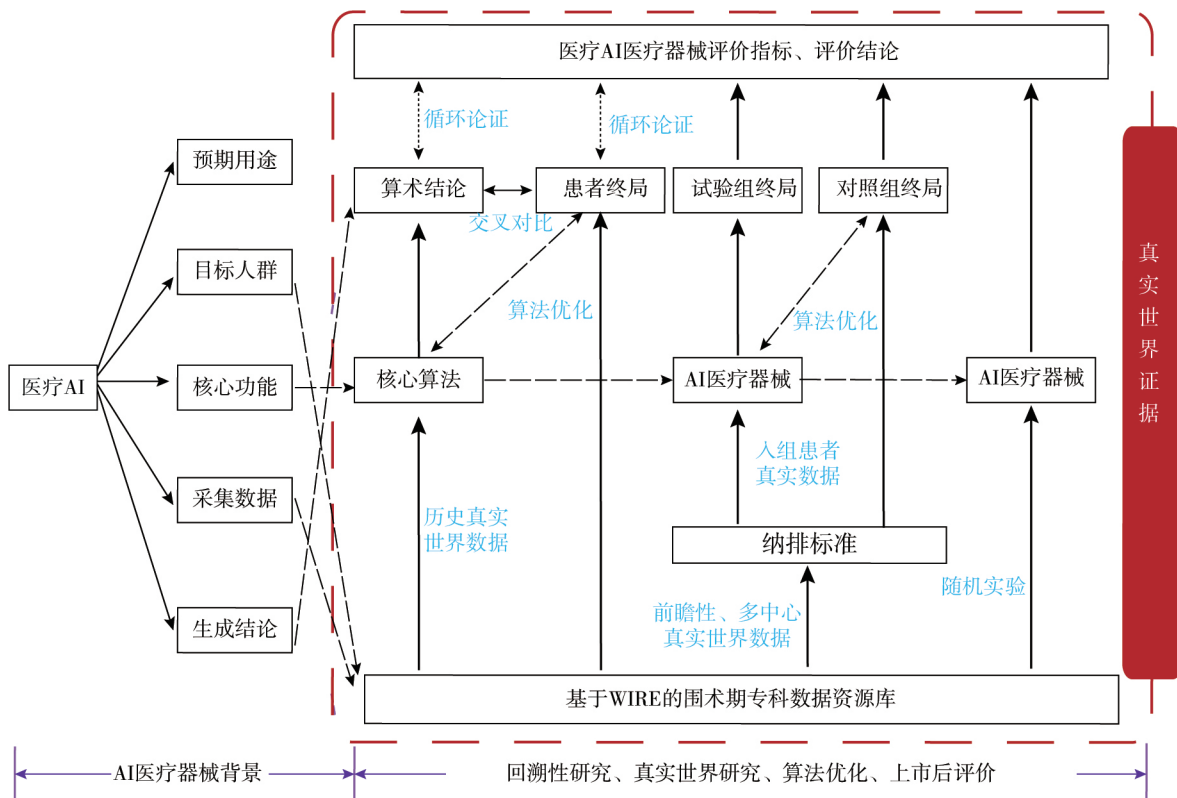 医疗AI医疗器械评价指标、评价结论
循环论证
循环论证
预期用途
算术结论
患者终局
试验组终局
对照组终局
交叉对比
目标人群
算法优化
算法优化
医疗AI
核心功能
核心算法
AI医疗器械
AI医疗器械
入组患者
真实数据
采集数据
历史真实
世界数据
纳排标准
随机实验
生成结论
前瞻性、多中心
真实世界数据
基于WIRE的围术期专科数据资源库
真实世界证据
AI医疗器械背景
回溯性研究、真实世界研究、算法优化、上市后评价